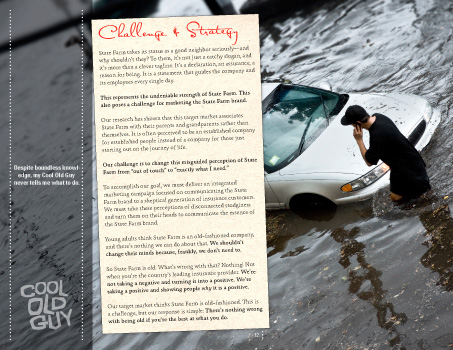 Challenge & Strategy
State Farm takes its status as a good neighbor seriously—and
why shouldn't they? To them, it's not just a catchy slogan, and
it's more than a clever tagline. It's a declaration, an assurance, a
reason for being. It is a statement that guides the company and
its employees every single day.
This represents the undeniable strength of State Farm. This
also poses a challenge for marketing the State Farm brand.
Our research has shown that this target market associates
State Farm with their parents and grandparents rather than
themselves. It is often perceived to be an established company
for established people instead of a company for those just
starting out on the journey of life.
Our challenge is to change this misguided perception of State
Farm from "out of touch" to "exactly what I need."
To accomplish our goal, we must deliver an integrated
marketing campaign focused on communicating the State
Farm brand to a skeptical generation of insurance customers.
We must take these perceptions of disconnected stodginess
and turn them on their heads to communicate the essence of
the State Farm brand.
Young adults think State Farm is an old-fashioned company,
and there's nothing we can do about that. We shouldn't
change their minds because, frankly, we don't need to.
So State Farm is old. What's wrong with that? Nothing! Not
when you're the country's leading insurance provider. We're
not taking a negative and turning it into a positive. We're
taking a positive and showing people why it is a positive.
Our target market thinks State Farm is old-fashioned. This is
a challenge, but our response is simple: There's nothing wrong
with being old if you're the best at what you do.
Despite boundless knowl-
edge, my Cool Old Guy
never tells me what to do.
COOL
OLD
GUY
12